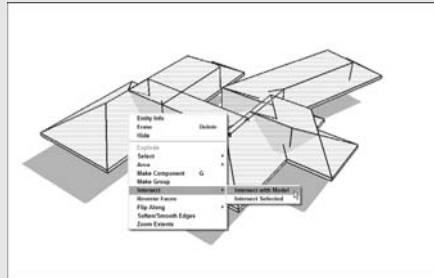 Entity Info
Erase Delete
Hide
Explode
Select
Area
Make Component G
Make Group
Intersect
Intersect with Model
Intersect Selected
Reverse Faces
Flip Along
Soften/Smooth Edges
Zoom Extents